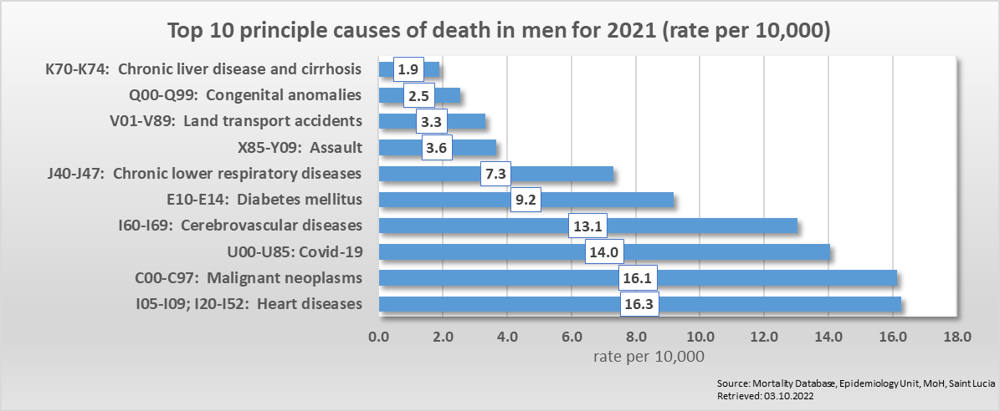 Top 10 principle causes of death in men for 2021 (rate per 10,000)
K70-K74: Chronic liver disease and cirrhosis 1.9
Q00-Q99: Congenital anomalies 2.5
V01-V89: Land transport accidents 3.3
X85-Y09: Assault 3.6
J40-J47: Chronic lower respiratory diseases 7.3
E10-E14: Diabetes mellitus 9.2
I60-I69: Cerebrovascular diseases 13.1
U00-U85: Covid-19 14.0
C00-C97: Malignant neoplasms 16.1
I05-I09; I20-I52: Heart diseases 16.3
0.0 2.0 4.0 6.0 8.0 10.0 12.0 14.0 16.0 18.0
rate per 10,000
Source: Mortality Database, Epidemiology Unit, MoH, Saint Lucia
Retrieved: 03.10.2022